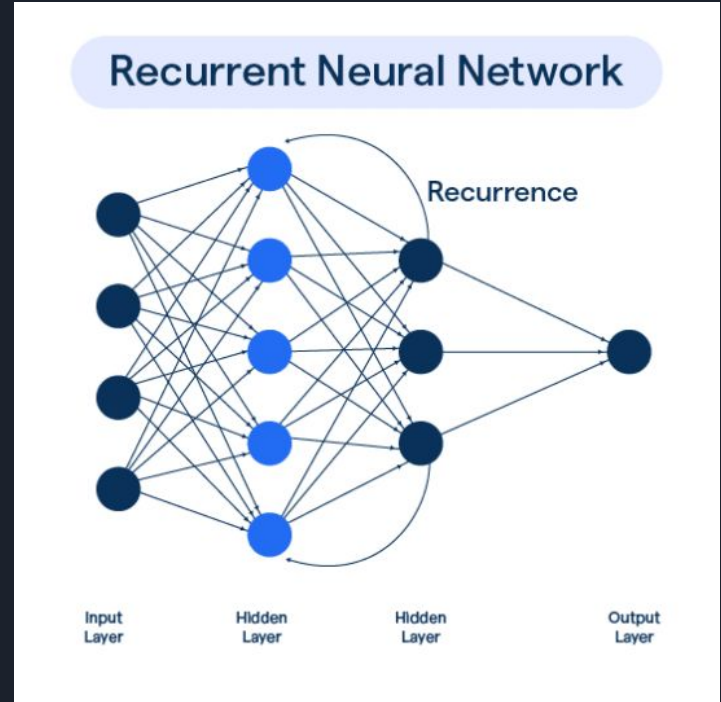 Recurrent Neural Network
Recurrence
Input
Layer
Hidden
Layer
Hidden
Layer
Output
Layer